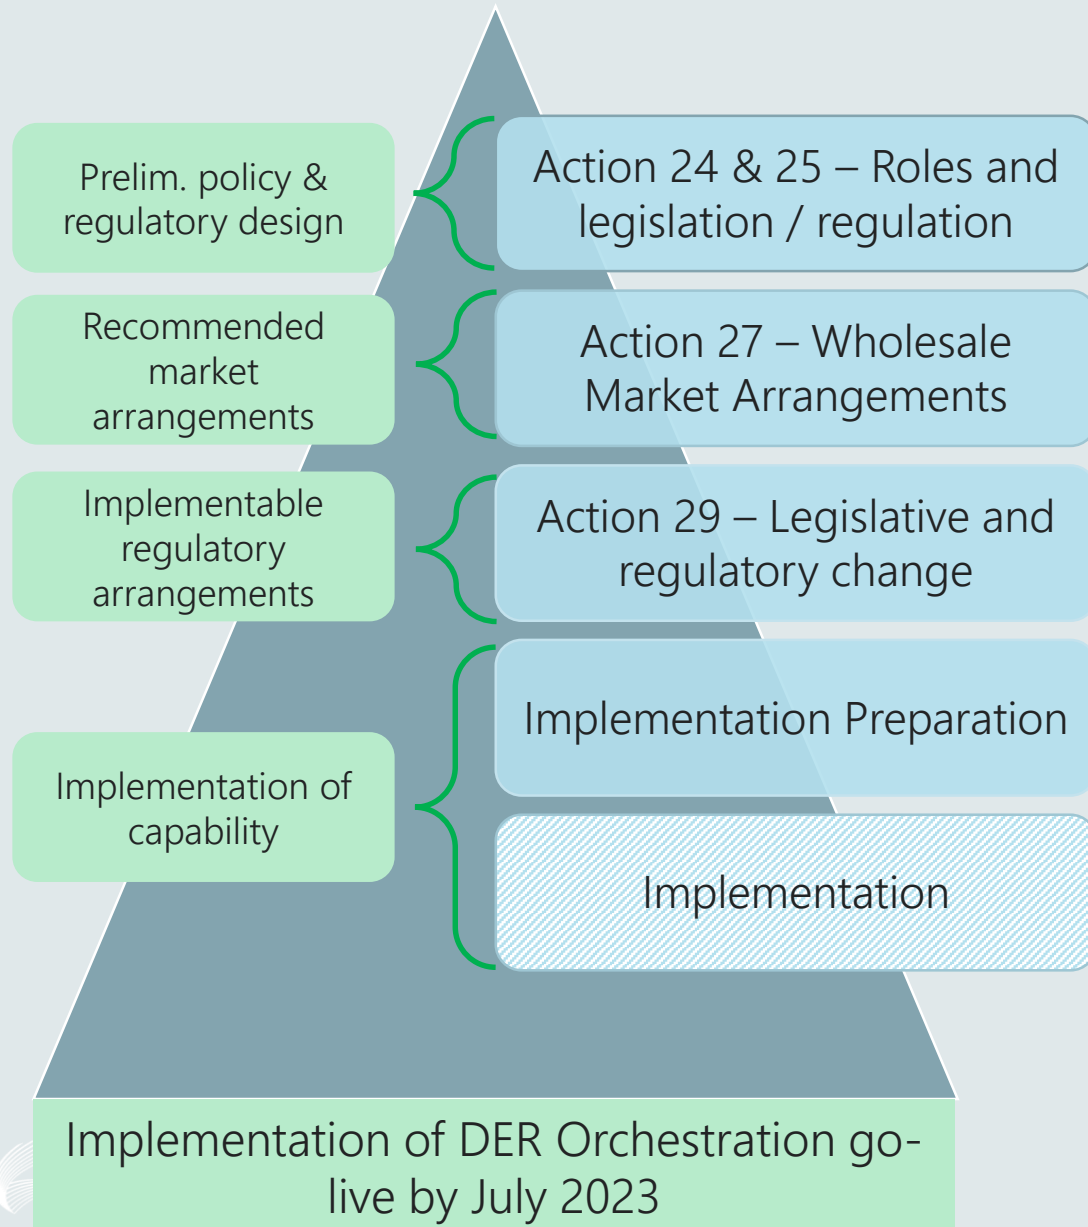 Prelim. policy &
regulatory design
Action 24 & 25 – Roles and
legislation / regulation
Recommended
market
arrangements
Action 27 – Wholesale
Market Arrangements
Implementable
regulatory
arrangements
Action 29 – Legislative and
regulatory change
Implementation of
capability
Implementation Preparation
Implementation
Implementation of DER Orchestration go-
live by July 2023